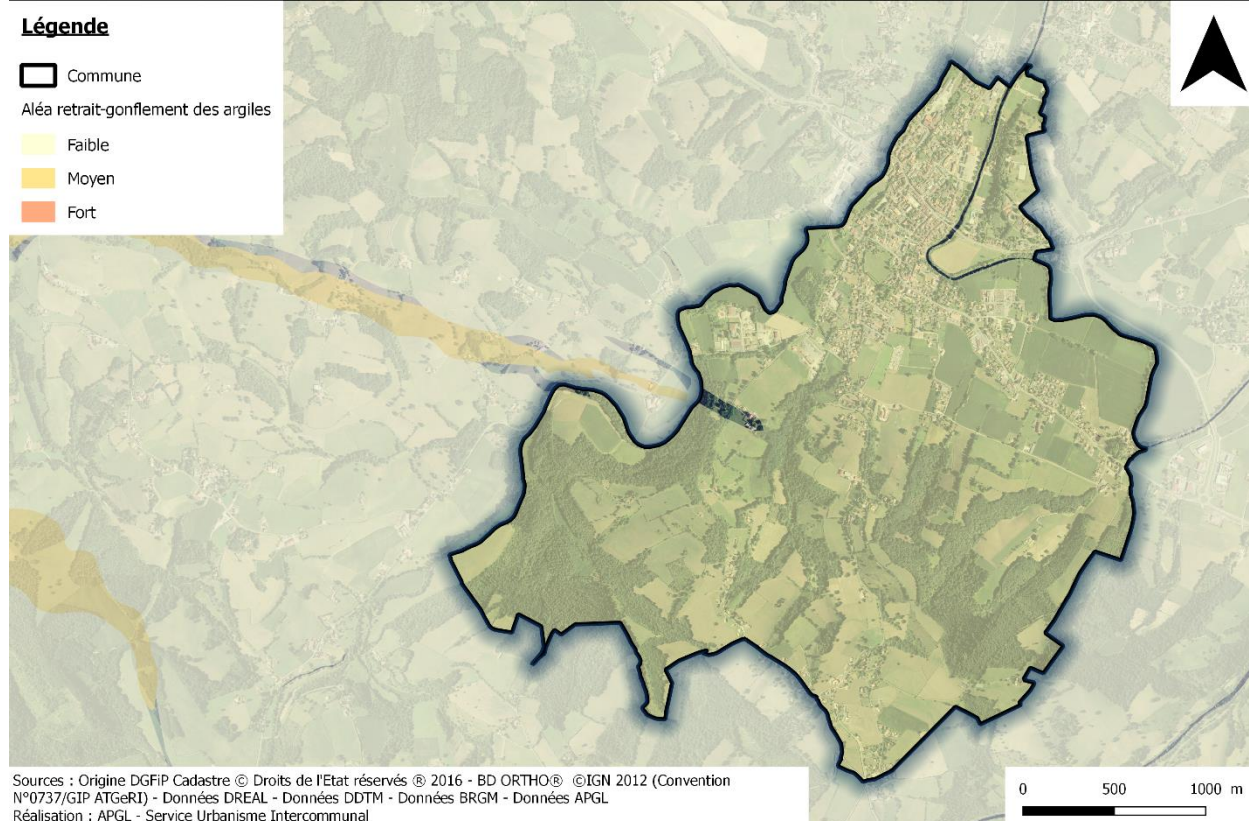 Légende
Commune
Aléa retrait-gonflement des argiles
Faible
Moyen
Fort
Sources : Origine DGFiP Cadastre © Droits de l'Etat réservés ® 2016 - BD ORTHO® ©IGN 2012 (Convention
N°0737/GIP ATGeRI) - Données DREAL - Données DDTM - Données BRGM - Données APGL
Réalisation : APGL - Service Urbanisme Intercommunal
0 500 1000 m